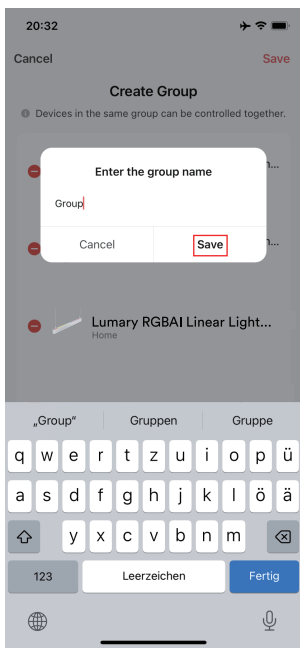 20:32
Cancel Save
Create Group
Devices in the same group can be controlled together.
Enter the group name
Group
Cancel Save
Lumary RGBAI Linear Light...
Home
„Group“ Gruppen Gruppe
q w e r t z u i o p ü
a s d f g h j k l ö ä
y x c v b n m
123 Leerzeichen Fertig